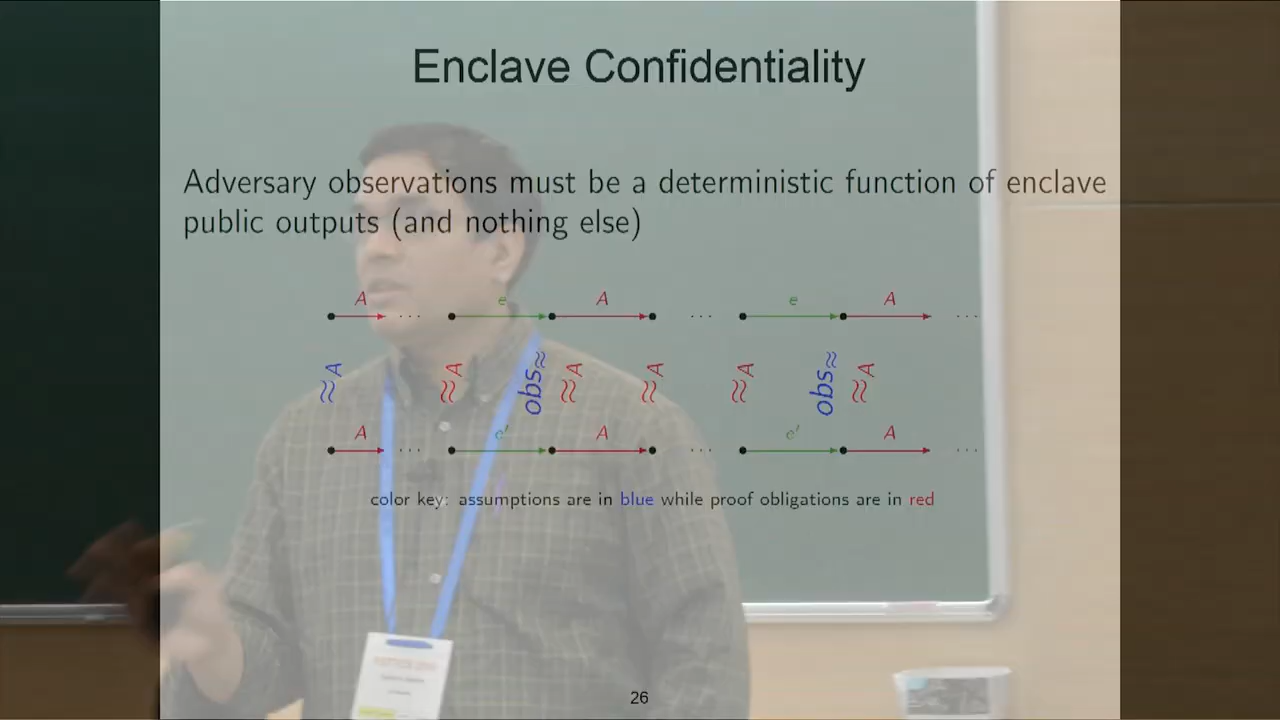 Enclave Confidentiality
Adversary observations must be a deterministic function of enclave
public outputs (and nothing else)
A ... e A ... e A ...
≈A ≈A obs≈ ≈A ≈A ≈A obs≈ ≈A
A ... e′ A ... e′ A ...
color key: assumptions are in blue while proof obligations are in red
26